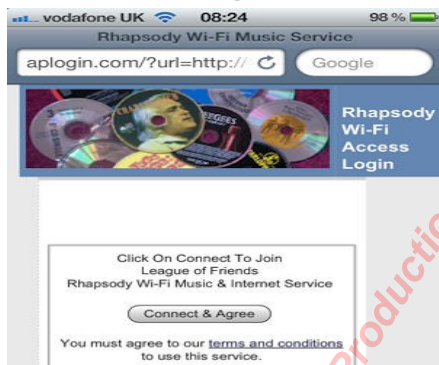 vodafone UK 08:24 98 %
Rhapsody Wi-Fi Music Service
aplogin.com/?url=http:// Google
Rhapsody
Wi-Fi
Access
Login
Click On Connect To Join
League of Friends
Rhapsody Wi-Fi Music & Internet Service
Connect & Agree
You must agree to our terms and conditions
to use this service.